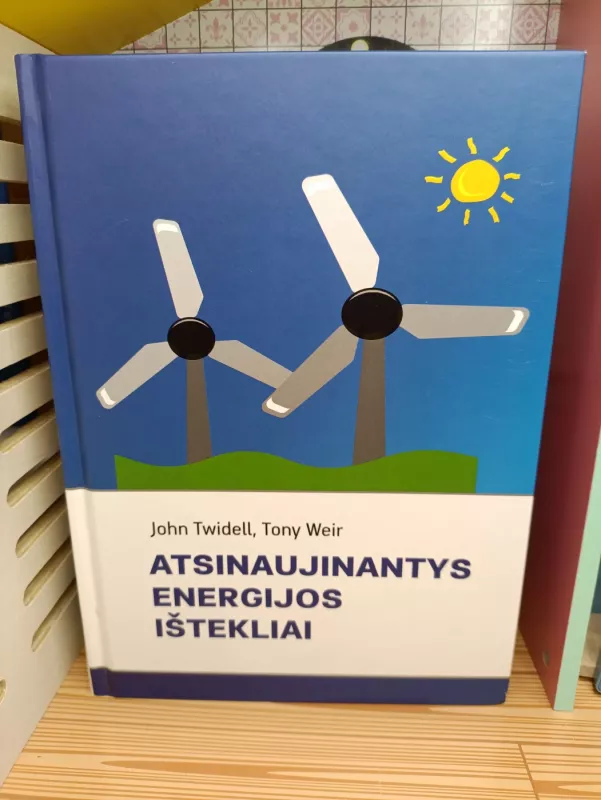 John Twidell, Tony Weir
ATSINAUJINANTYS
ENERGIJOS
IŠTEKLIAI